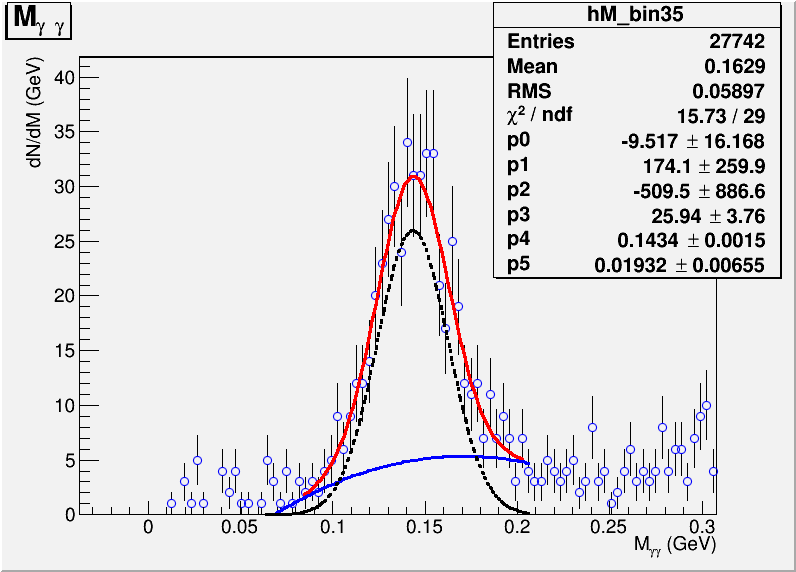 M_γ γ
hM_bin35
Entries 27742
Mean 0.1629
RMS 0.05897
χ² / ndf 15.73 / 29
p0 -9.517 ± 16.168
p1 174.1 ± 259.9
p2 -509.5 ± 886.6
p3 25.94 ± 3.76
p4 0.1434 ± 0.0015
p5 0.01932 ± 0.00655
dN/dM (GeV)
40
35
30
25
20
15
10
5
0
0 0.05 0.1 0.15 0.2 0.25 0.3
M_γγ (GeV)